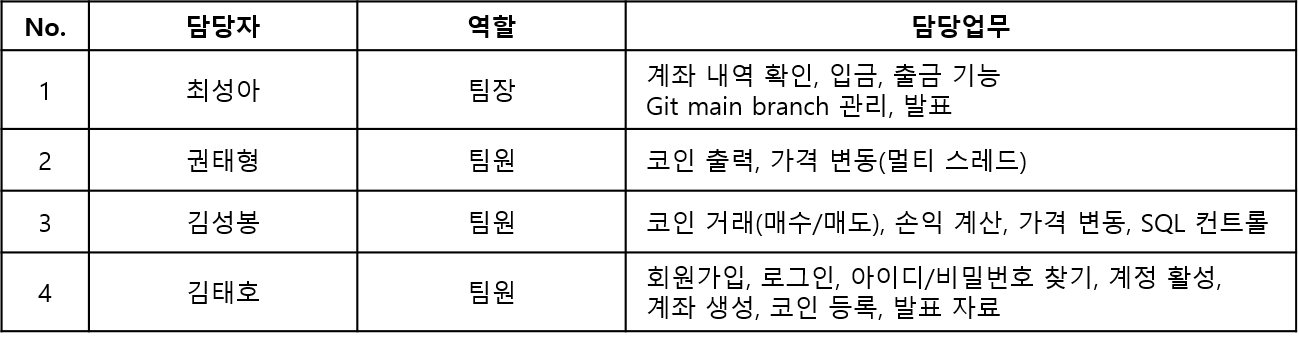 No. 담당자 역할 담당업무
1 최성아 팀장 계좌 내역 확인, 입금, 출금 기능
Git main branch 관리, 발표
2 권태형 팀원 코인 출력, 가격 변동(멀티 스레드)
3 김성봉 팀원 코인 거래(매수/매도), 손익 계산, 가격 변동, SQL 컨트롤
4 김태호 팀원 회원가입, 로그인, 아이디/비밀번호 찾기, 계정 활성,
계좌 생성, 코인 등록, 발표 자료